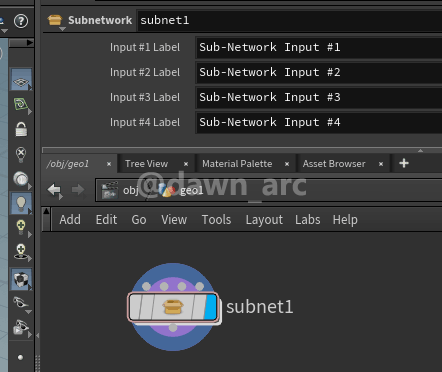 Subnetwork subnet1
Input #1 Label Sub-Network Input #1
Input #2 Label Sub-Network Input #2
Input #3 Label Sub-Network Input #3
Input #4 Label Sub-Network Input #4
/obj/geo1 × Tree View × Material Palette × Asset Browser × +
obj geo1
@dawn_arc
Add Edit Go View Tools Layout Labs Help
subnet1